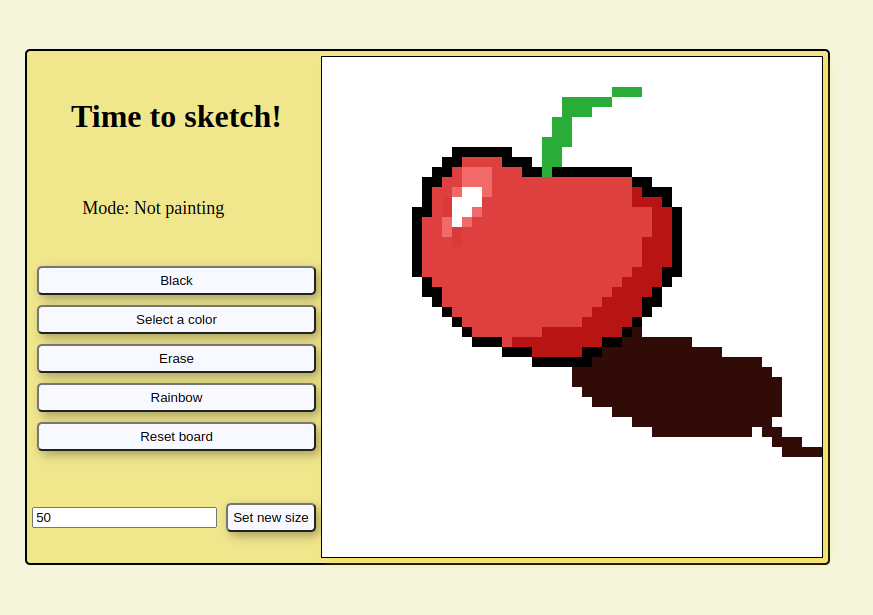 Time to sketch!
Mode: Not painting
Black
Select a color
Erase
Rainbow
Reset board
50
Set new size